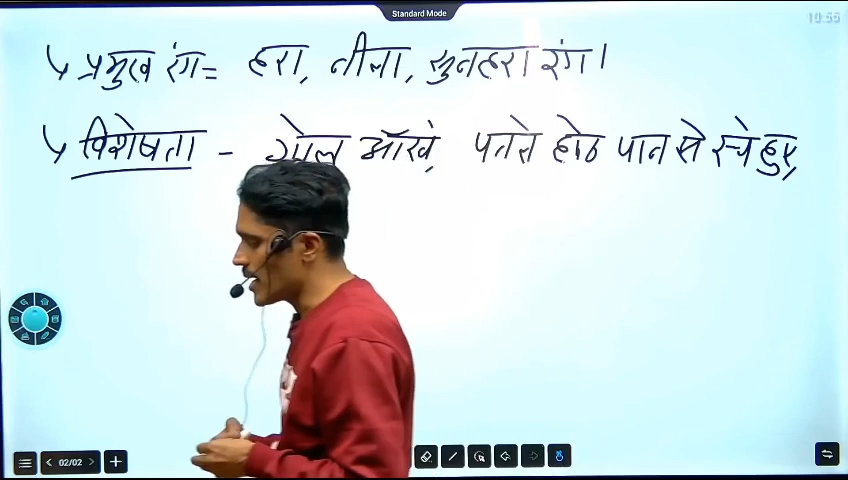 Standard Mode
10:55
↳ प्रमुख रंग = हरा, नीला, सुनहरा रंग।
↳ विशेषता - गोल आँखें, पतले होठ पान से रचे हुए,
02/02